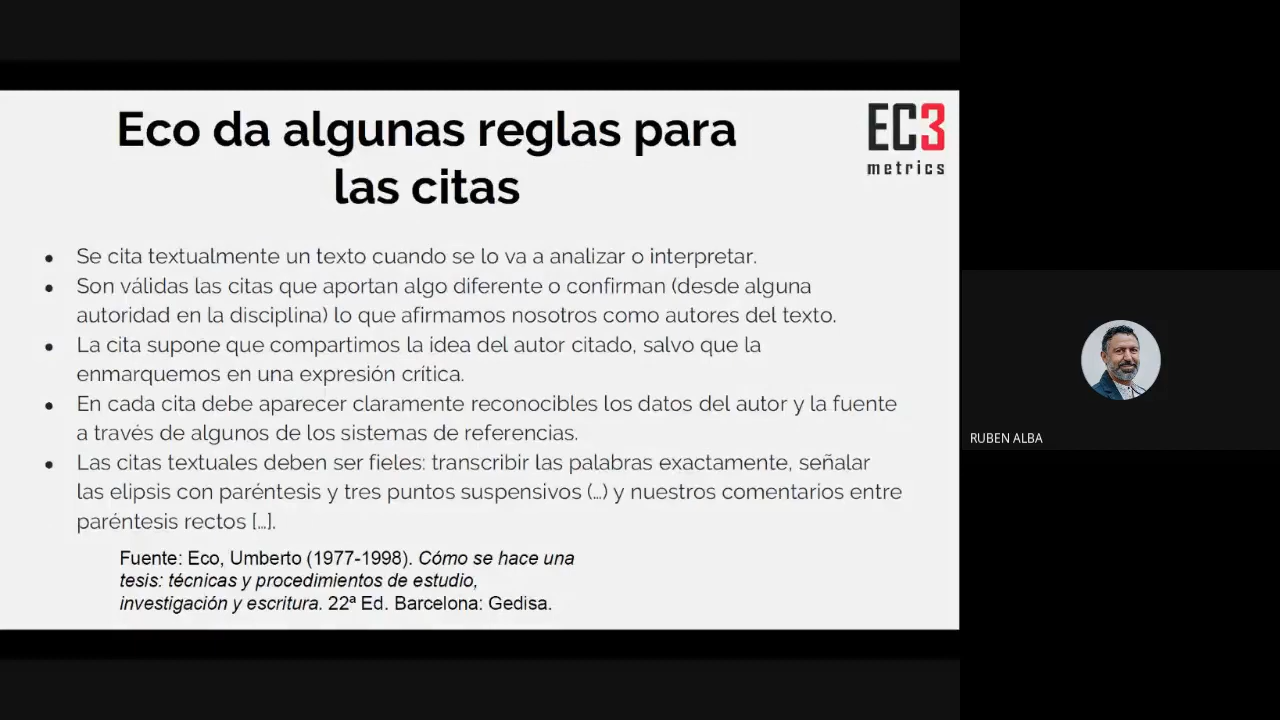 Eco da algunas reglas para
las citas
EC3
metrics
● Se cita textualmente un texto cuando se lo va a analizar o interpretar.
● Son válidas las citas que aportan algo diferente o confirman (desde alguna
autoridad en la disciplina) lo que afirmamos nosotros como autores del texto.
● La cita supone que compartimos la idea del autor citado, salvo que la
enmarquemos en una expresión crítica.
● En cada cita debe aparecer claramente reconocibles los datos del autor y la fuente
a través de algunos de los sistemas de referencias.
● Las citas textuales deben ser fieles: transcribir las palabras exactamente, señalar
las elipsis con paréntesis y tres puntos suspensivos (...) y nuestros comentarios entre
paréntesis rectos [...].
Fuente: Eco, Umberto (1977-1998). Cómo se hace una
tesis: técnicas y procedimientos de estudio,
investigación y escritura. 22ª Ed. Barcelona: Gedisa.
RUBEN ALBA